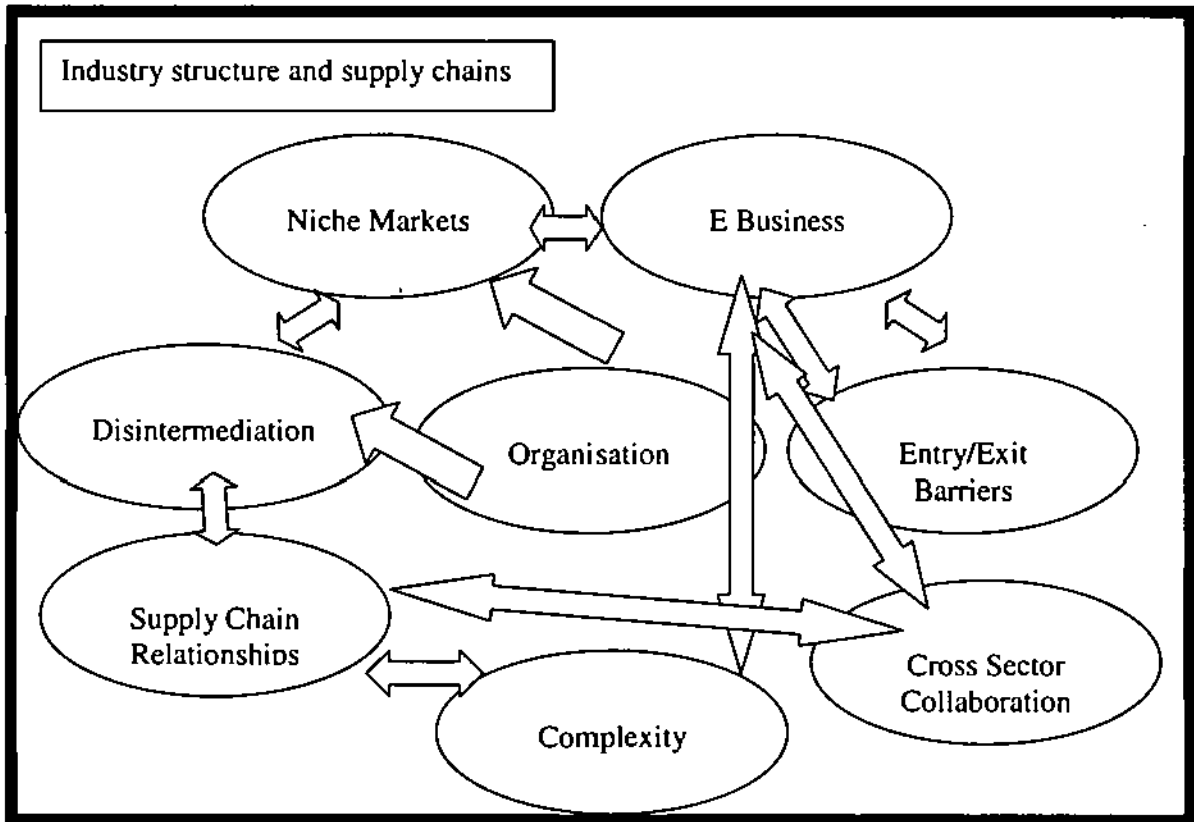 Industry structure and supply chains
Niche Markets
E Business
Disintermediation
Organisation
Entry/Exit
Barriers
Supply Chain
Relationships
Cross Sector
Collaboration
Complexity